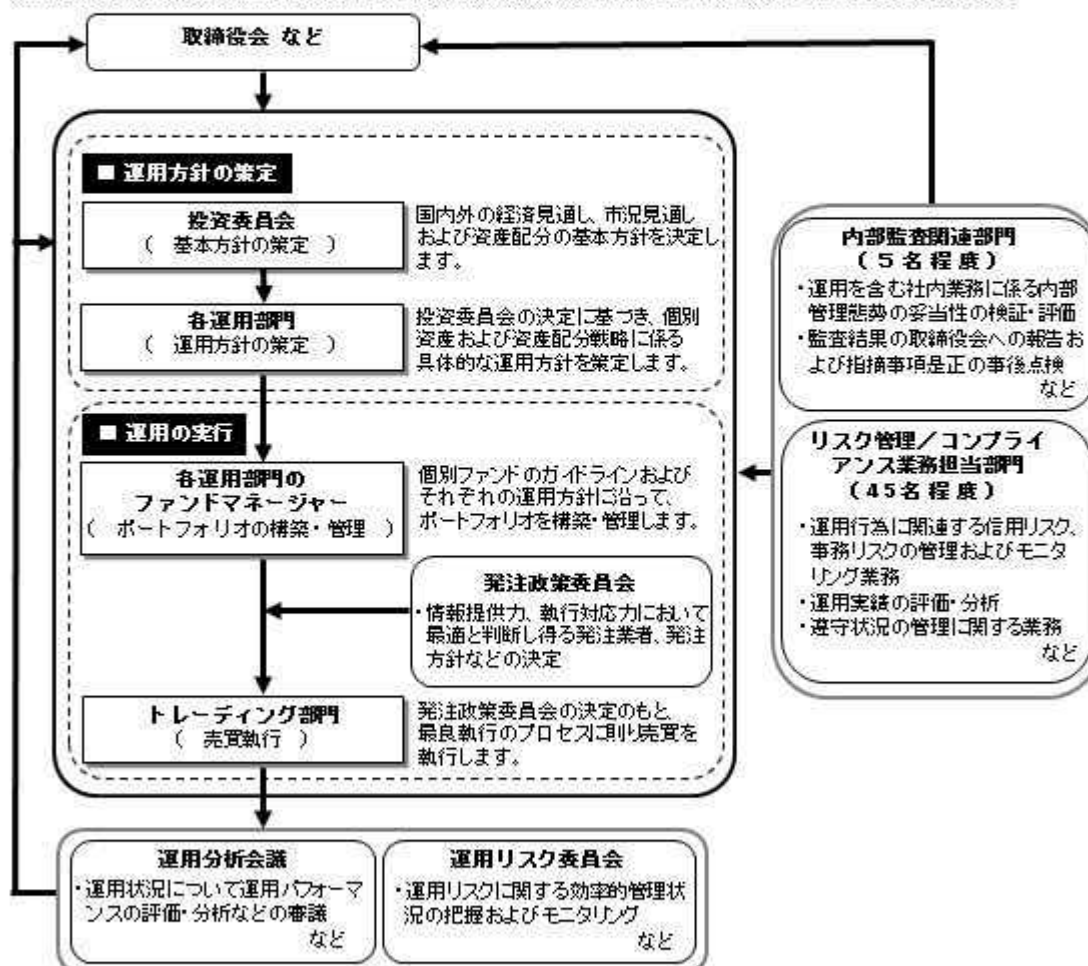 取締役会 など
■ 運用方針の策定
投資委員会
( 基本方針の策定 )
国内外の経済見通し、市況見通し
および資産配分の基本方針を決定し
ます。
各運用部門
( 運用方針の策定 )
投資委員会の決定に基づき、個別
資産および資産配分戦略に係る
具体的な運用方針を策定します。
■ 運用の実行
各運用部門の
ファンドマネージャー
( ポートフォリオの構築・管理 )
個別ファンドのガイドラインおよび
それぞれの運用方針に沿って、
ポートフォリオを構築・管理します。
発注政策委員会
・情報提供力、執行対応力において
最適と判断し得る発注業者、発注
方針などの決定
トレーディング部門
( 売買執行 )
発注政策委員会の決定のもと、
最良執行のプロセスに則り売買を
執行します。
運用分析会議
・運用状況について運用パフォーマ
ンスの評価・分析などの審議
など
運用リスク委員会
・運用リスクに関する効率的管理状
況の把握およびモニタリング
など
内部監査関連部門
(5名程度)
・運用を含む社内業務に係る内部
管理態勢の妥当性の検証・評価
・監査結果の取締役会への報告お
よび指摘事項是正の事後点検
など
リスク管理／コンプライ
アンス業務担当部門
(45名程度)
・運用行為に関連する信用リスク、
事務リスクの管理およびモニタ
リング業務
・運用実績の評価・分析
・遵守状況の管理に関する業務
など